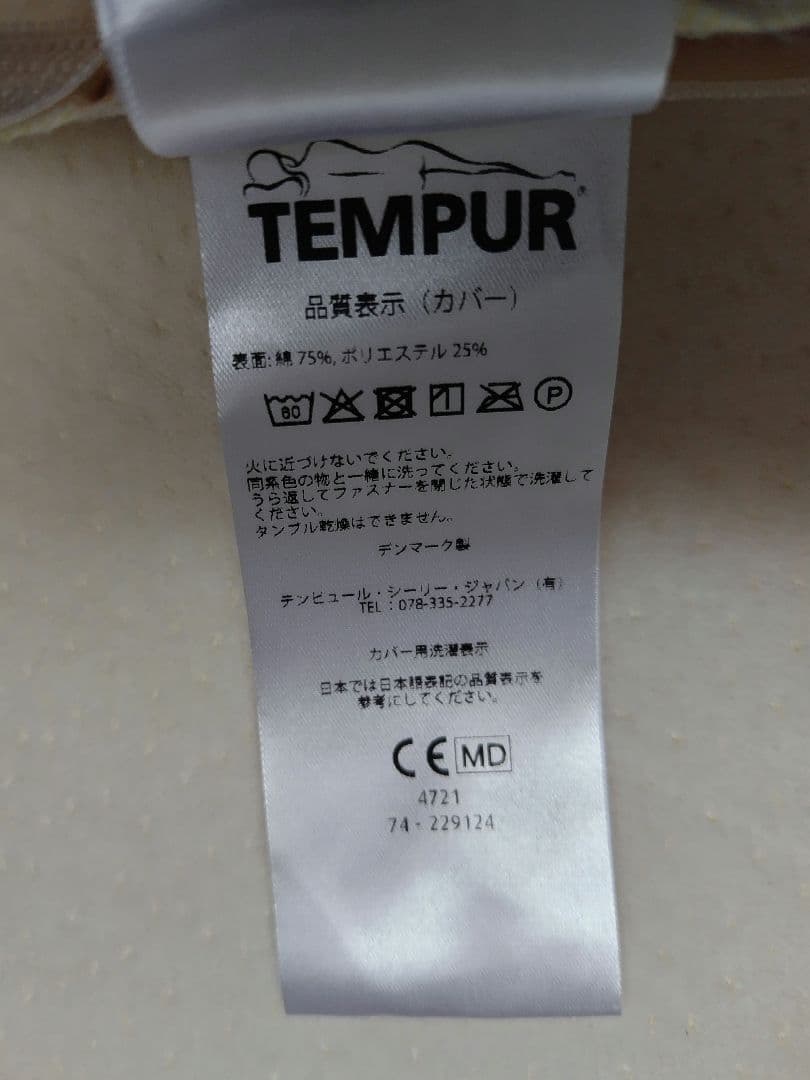 TEMPUR®
品質表示（カバー）
表面: 綿 75%, ポリエステル 25%
60 P
火に近づけないでください。
同系色の物と一緒に洗ってください。
うら返してファスナーを閉じた状態で洗濯して
ください。
タンブル乾燥はできません。
デンマーク製
テンピュール・シーリー・ジャパン（有）
TEL：078-335-2277
カバー用洗濯表示
日本では日本語表記の品質表示を
参考にしてください。
CE MD
4721
74 - 229124